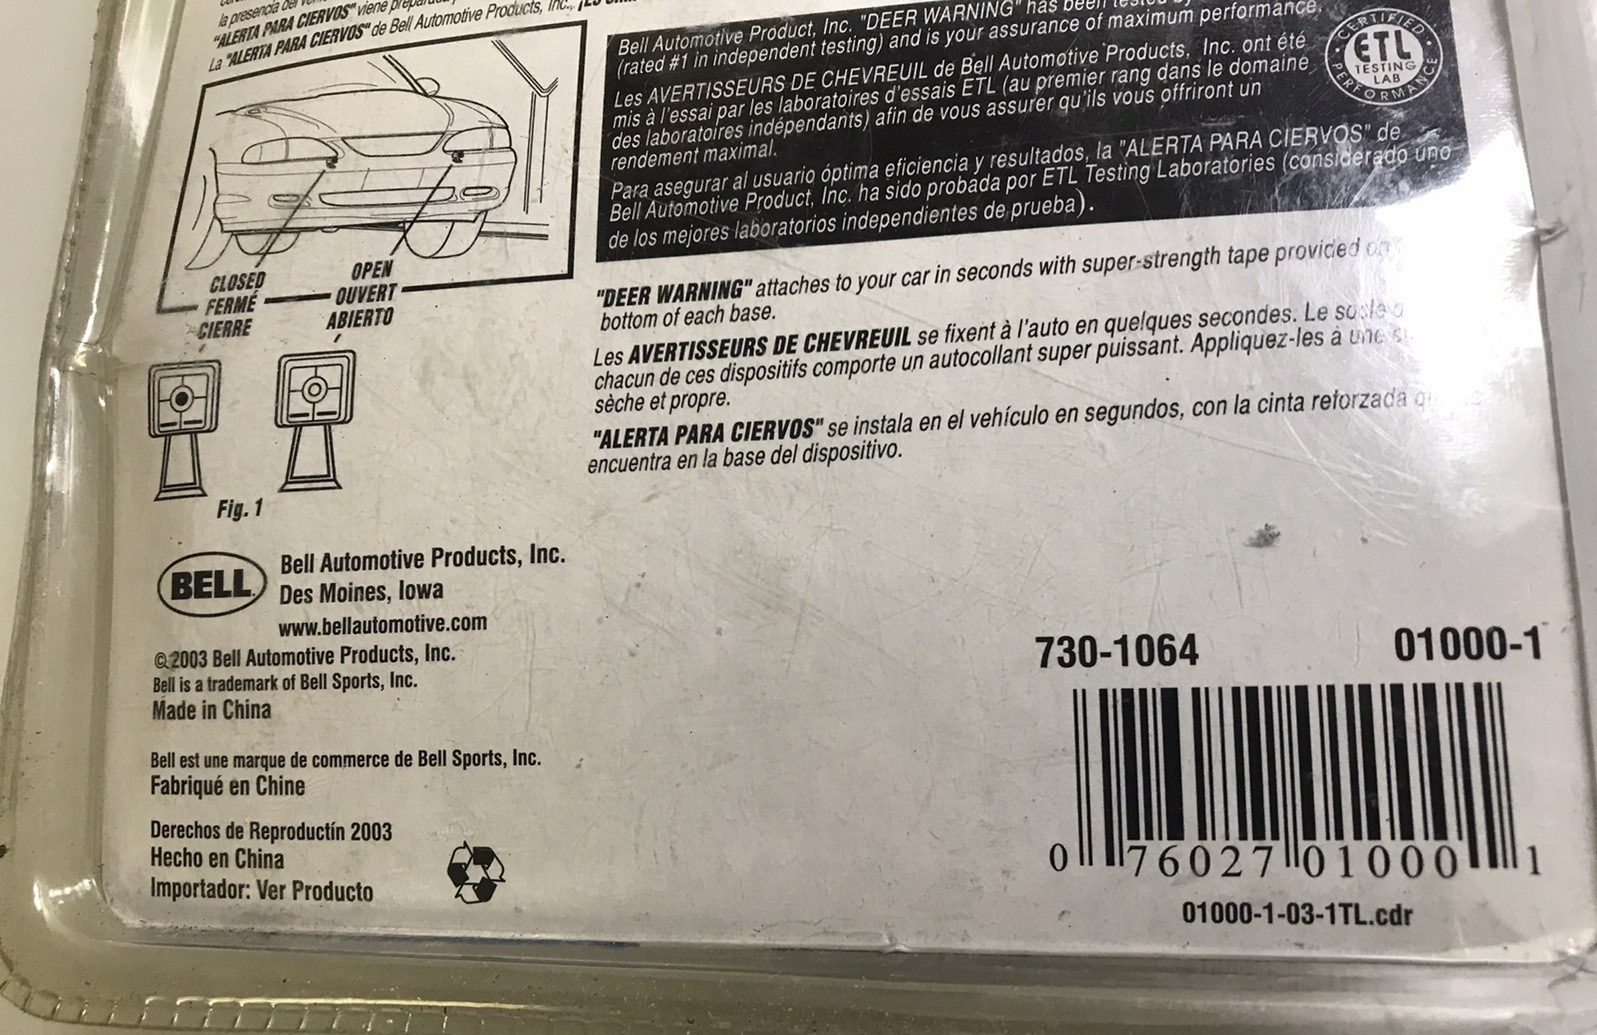 la presencia del
"ALERTA PARA CIERVOS" viene
La "ALERTA PARA CIERVOS" de Bell Automotive Products, Inc.,
CLOSED
FERMÉ
CIERRE
OPEN
OUVERT
ABIERTO
Fig. 1
Bell Automotive Product, Inc. "DEER WARNING" has been tested
(rated #1 in independent testing) and is your assurance of maximum performance.
Les AVERTISSEURS DE CHEVREUIL de Bell Automotive Products, Inc. ont été
mis à l'essai par les laboratoires d'essais ETL (au premier rang dans le domaine
des laboratoires indépendants) afin de vous assurer qu'ils vous offriront un
rendement maximal.
Para asegurar al usuario óptima eficiencia y resultados, la "ALERTA PARA CIERVOS" de
Bell Automotive Product, Inc. ha sido probada por ETL Testing Laboratories (considerado uno
de los mejores laboratorios independientes de prueba).
CERTIFIED
ETL
TESTING
LAB
PERFORMANCE
"DEER WARNING" attaches to your car in seconds with super-strength tape provided
bottom of each base.
Les AVERTISSEURS DE CHEVREUIL se fixent à l'auto en quelques secondes. Le socle
chacun de ces dispositifs comporte un autocollant super puissant. Appliquez-les à une
sèche et propre.
"ALERTA PARA CIERVOS" se instala en el vehículo en segundos, con la cinta reforzada
encuentra en la base del dispositivo.
BELL
Bell Automotive Products, Inc.
Des Moines, Iowa
www.bellautomotive.com
©2003 Bell Automotive Products, Inc.
Bell is a trademark of Bell Sports, Inc.
Made in China
Bell est une marque de commerce de Bell Sports, Inc.
Fabriqué en Chine
Derechos de Reproductín 2003
Hecho en China
Importador: Ver Producto
730-1064 01000-1
0 76027 01000 1
01000-1-03-1TL.cdr